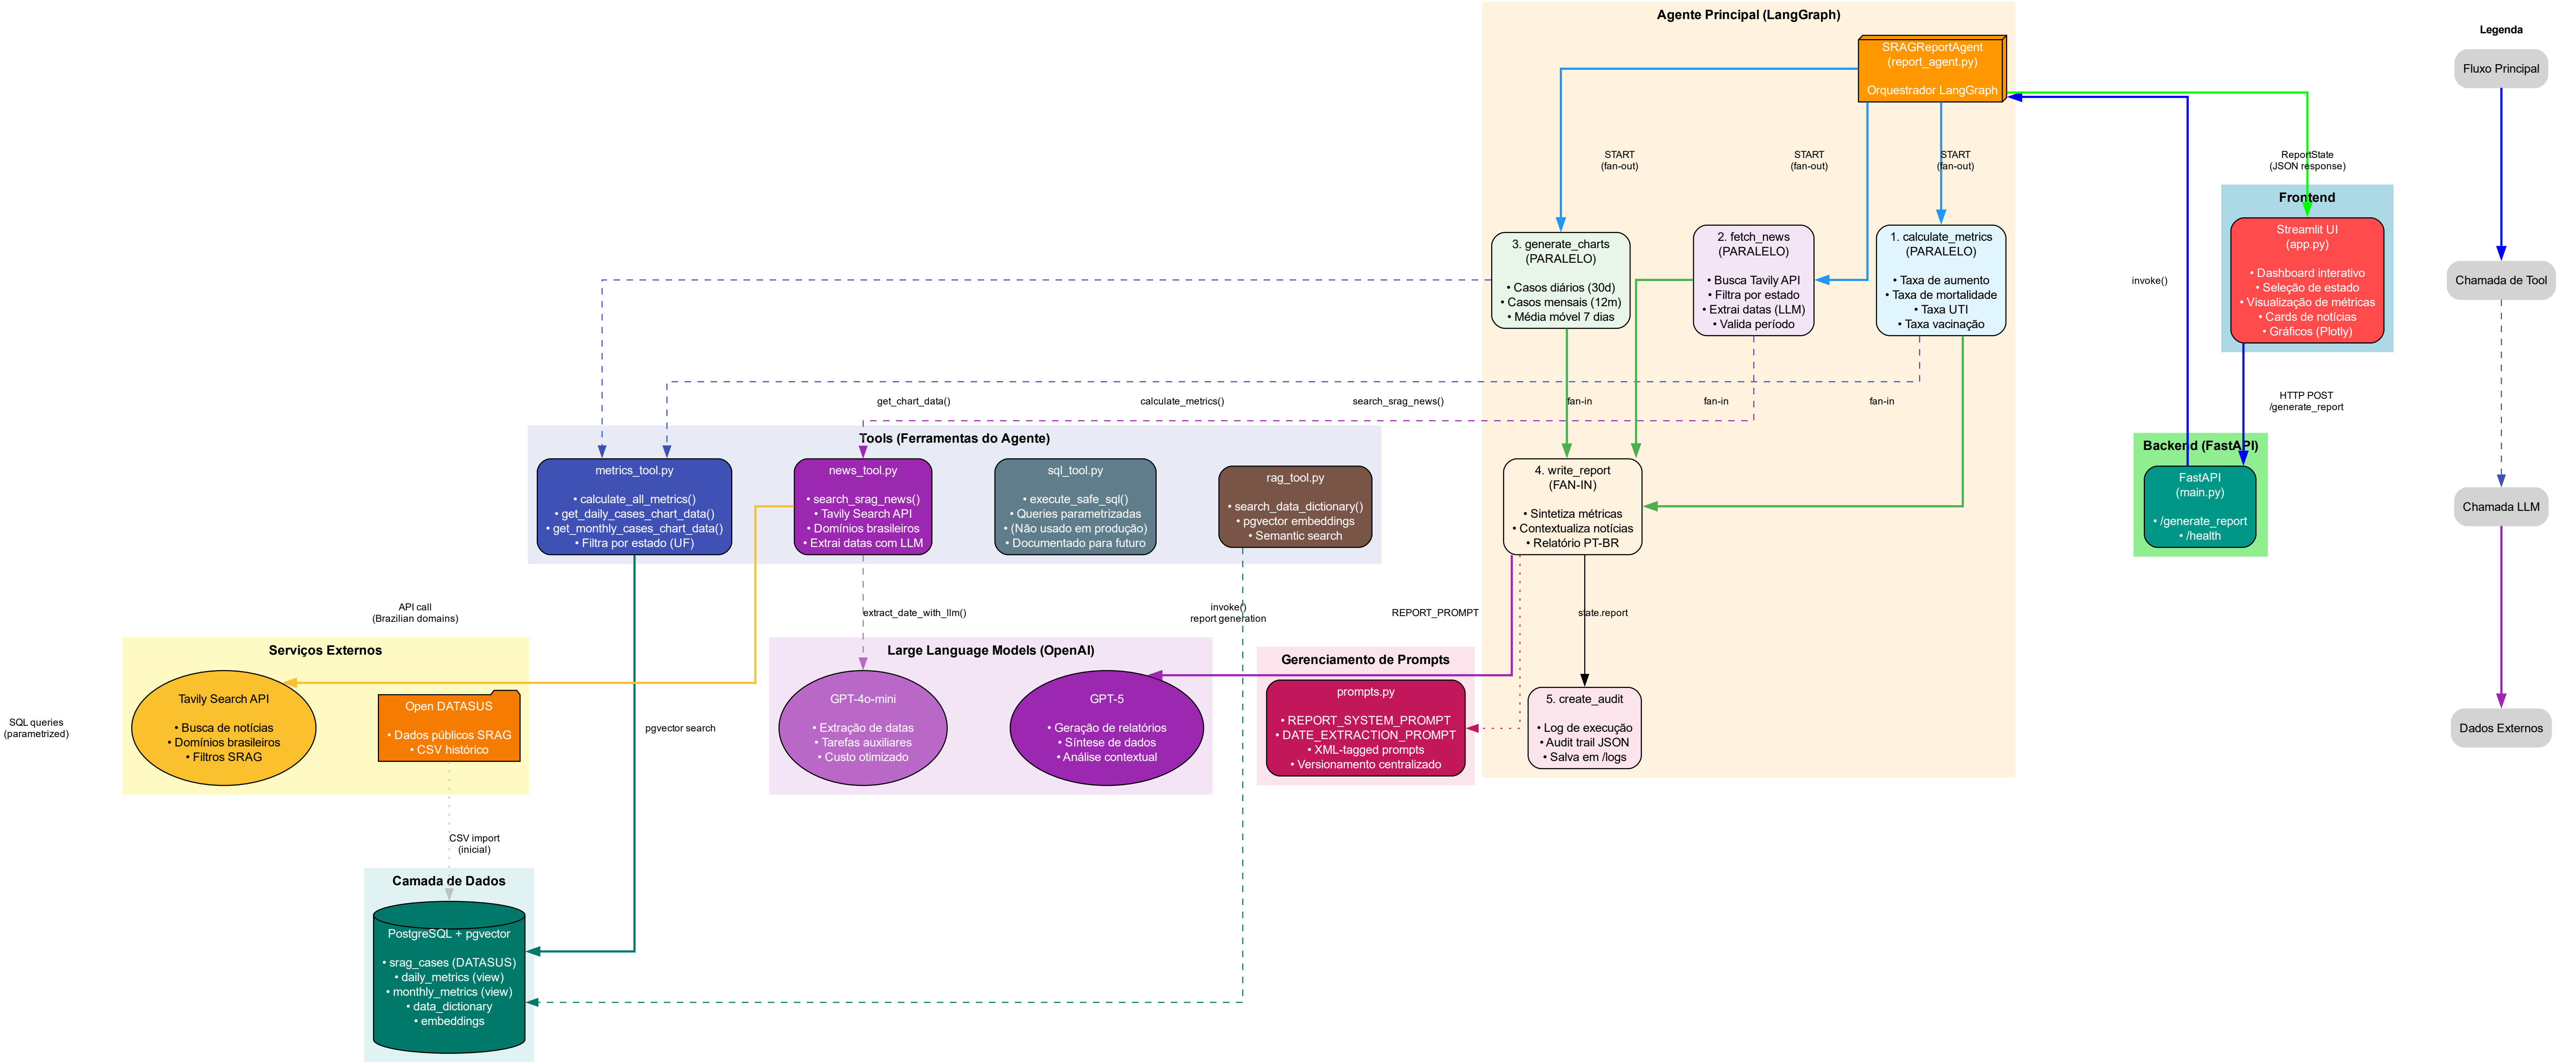 Agente Principal (LangGraph)
SRAGReportAgent
(report_agent.py)
Orquestrador LangGraph
START
(fan-out)
START
(fan-out)
START
(fan-out)
3. generate_charts
(PARALELO)
• Casos diários (30d)
• Casos mensais (12m)
• Média móvel 7 dias
2. fetch_news
(PARALELO)
• Busca Tavily API
• Filtra por estado
• Extrai datas (LLM)
• Valida período
1. calculate_metrics
(PARALELO)
• Taxa de aumento
• Taxa de mortalidade
• Taxa UTI
• Taxa vacinação
ReportState
(JSON response)
Frontend
Streamlit UI
(app.py)
• Dashboard interativo
• Seleção de estado
• Visualização de métricas
• Cards de notícias
• Gráficos (Plotly)
invoke()
HTTP POST
/generate_report
Backend (FastAPI)
FastAPI
(main.py)
• /generate_report
• /health
Legenda
Fluxo Principal
Chamada de Tool
Chamada LLM
Dados Externos
get_chart_data()
calculate_metrics()
search_srag_news()
fan-in
fan-in
fan-in
Tools (Ferramentas do Agente)
metrics_tool.py
• calculate_all_metrics()
• get_daily_cases_chart_data()
• get_monthly_cases_chart_data()
• Filtra por estado (UF)
news_tool.py
• search_srag_news()
• Tavily Search API
• Domínios brasileiros
• Extrai datas com LLM
sql_tool.py
• execute_safe_sql()
• Queries parametrizadas
• (Não usado em produção)
• Documentado para futuro
rag_tool.py
• search_data_dictionary()
• pgvector embeddings
• Semantic search
4. write_report
(FAN-IN)
• Sintetiza métricas
• Contextualiza notícias
• Relatório PT-BR
API call
(Brazilian domains)
extract_date_with_llm()
invoke()
report generation
REPORT_PROMPT
state.report
Serviços Externos
Tavily Search API
• Busca de notícias
• Domínios brasileiros
• Filtros SRAG
Open DATASUS
• Dados públicos SRAG
• CSV histórico
Large Language Models (OpenAI)
GPT-4o-mini
• Extração de datas
• Tarefas auxiliares
• Custo otimizado
GPT-5
• Geração de relatórios
• Síntese de dados
• Análise contextual
Gerenciamento de Prompts
prompts.py
• REPORT_SYSTEM_PROMPT
• DATE_EXTRACTION_PROMPT
• XML-tagged prompts
• Versionamento centralizado
5. create_audit
• Log de execução
• Audit trail JSON
• Salva em /logs
SQL queries
(parametrized)
pgvector search
CSV import
(inicial)
Camada de Dados
PostgreSQL + pgvector
• srag_cases (DATASUS)
• daily_metrics (view)
• monthly_metrics (view)
• data_dictionary
• embeddings